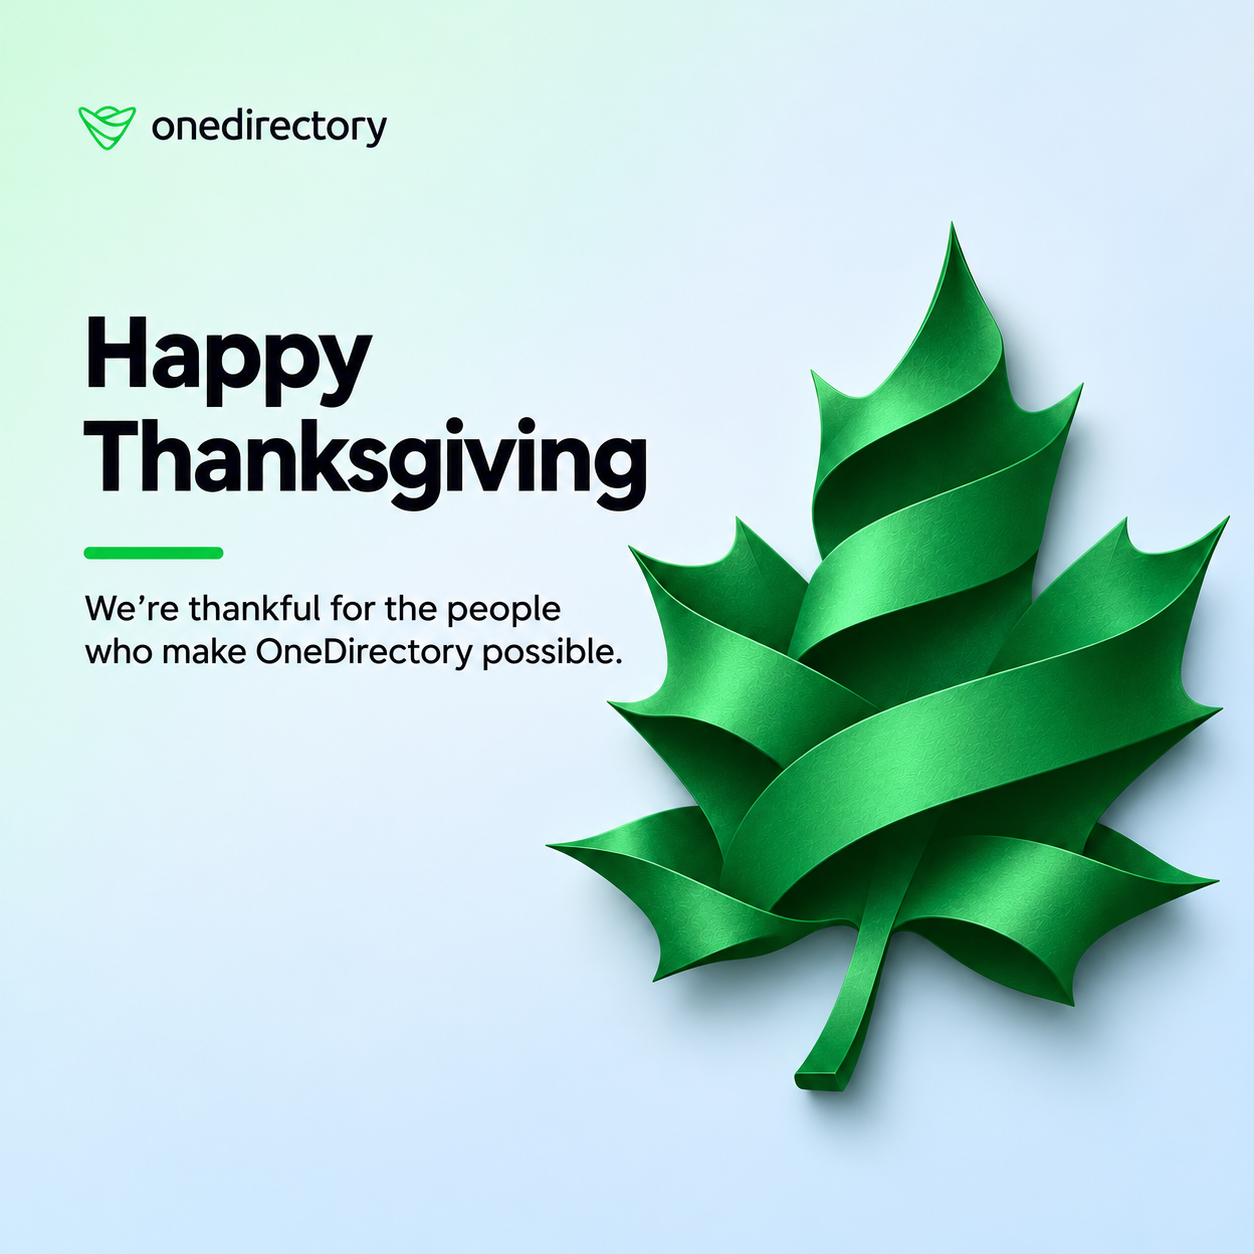 onedirectory
Happy
Thanksgiving
We’re thankful for the people
who make OneDirectory possible.